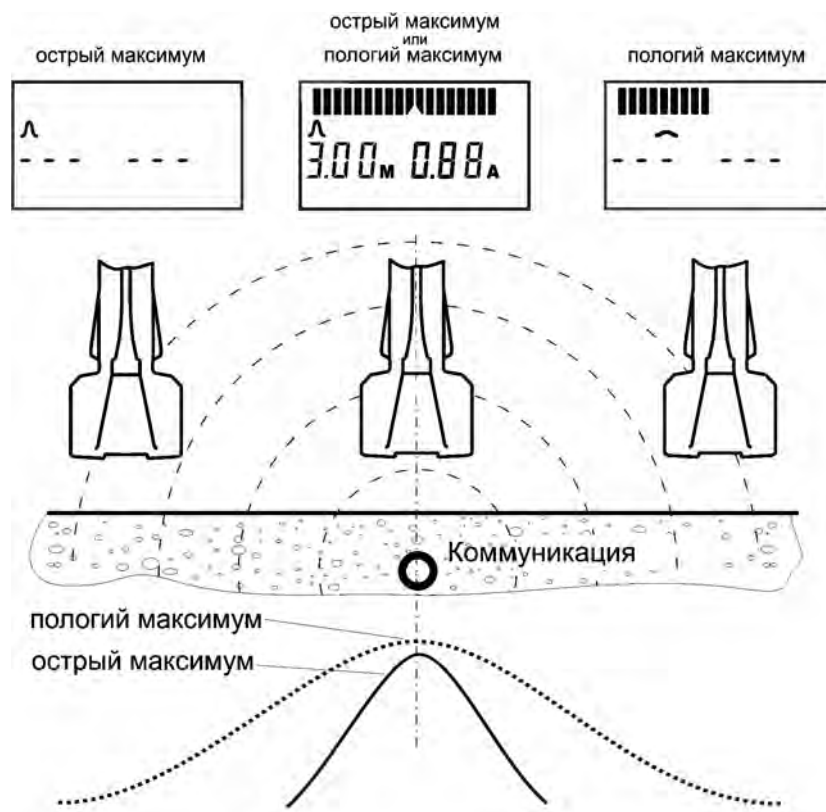 острый максимум
острый максимум
или
пологий максимум
пологий максимум
3.00м 0.88А
--- ---
--- ---
Коммуникация
пологий максимум
острый максимум